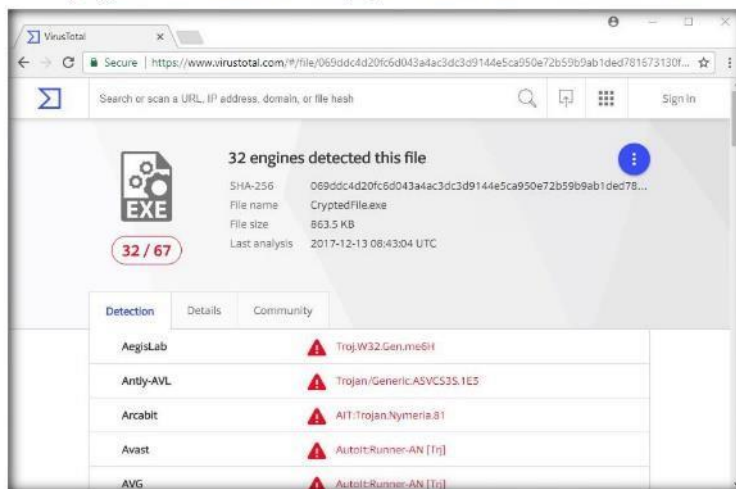 VirusTotal
Secure | https://www.virustotal.com/#/file/069ddc4d20fc6d043a4ac3dc3d9144e5ca950e72b59b9ab1ded781673130f...
Search or scan a URL, IP address, domain, or file hash
Sign in
32 engines detected this file
SHA-256 069ddc4d20fc6d043a4ac3dc3d9144e5ca950e72b59b9ab1ded78...
File name CryptedFile.exe
File size 863.5 KB
Last analysis 2017-12-13 08:43:04 UTC
EXE
32 / 67
Detection Details Community
AegisLab Troj.W32.Gen.me6H
Antiy-AVL Trojan/Generic.ASVCS3S.1E5
Arcabit AIT:Trojan.Nymeria.81
Avast AutoIt:Runner-AN [Trj]
AVG AutoIt:Runner-AN [Trj]